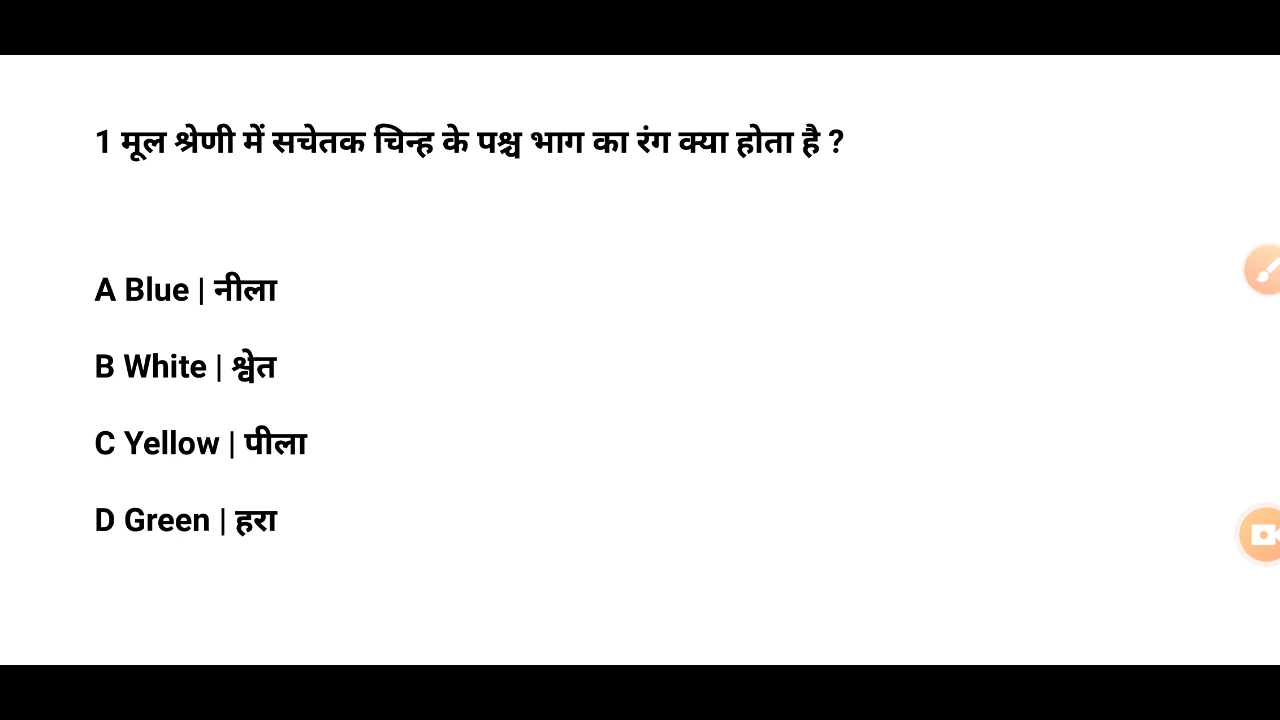 1 मूल श्रेणी में सचेतक चिन्ह के पश्च भाग का रंग क्या होता है ?
A Blue | नीला
B White | श्वेत
C Yellow | पीला
D Green | हरा